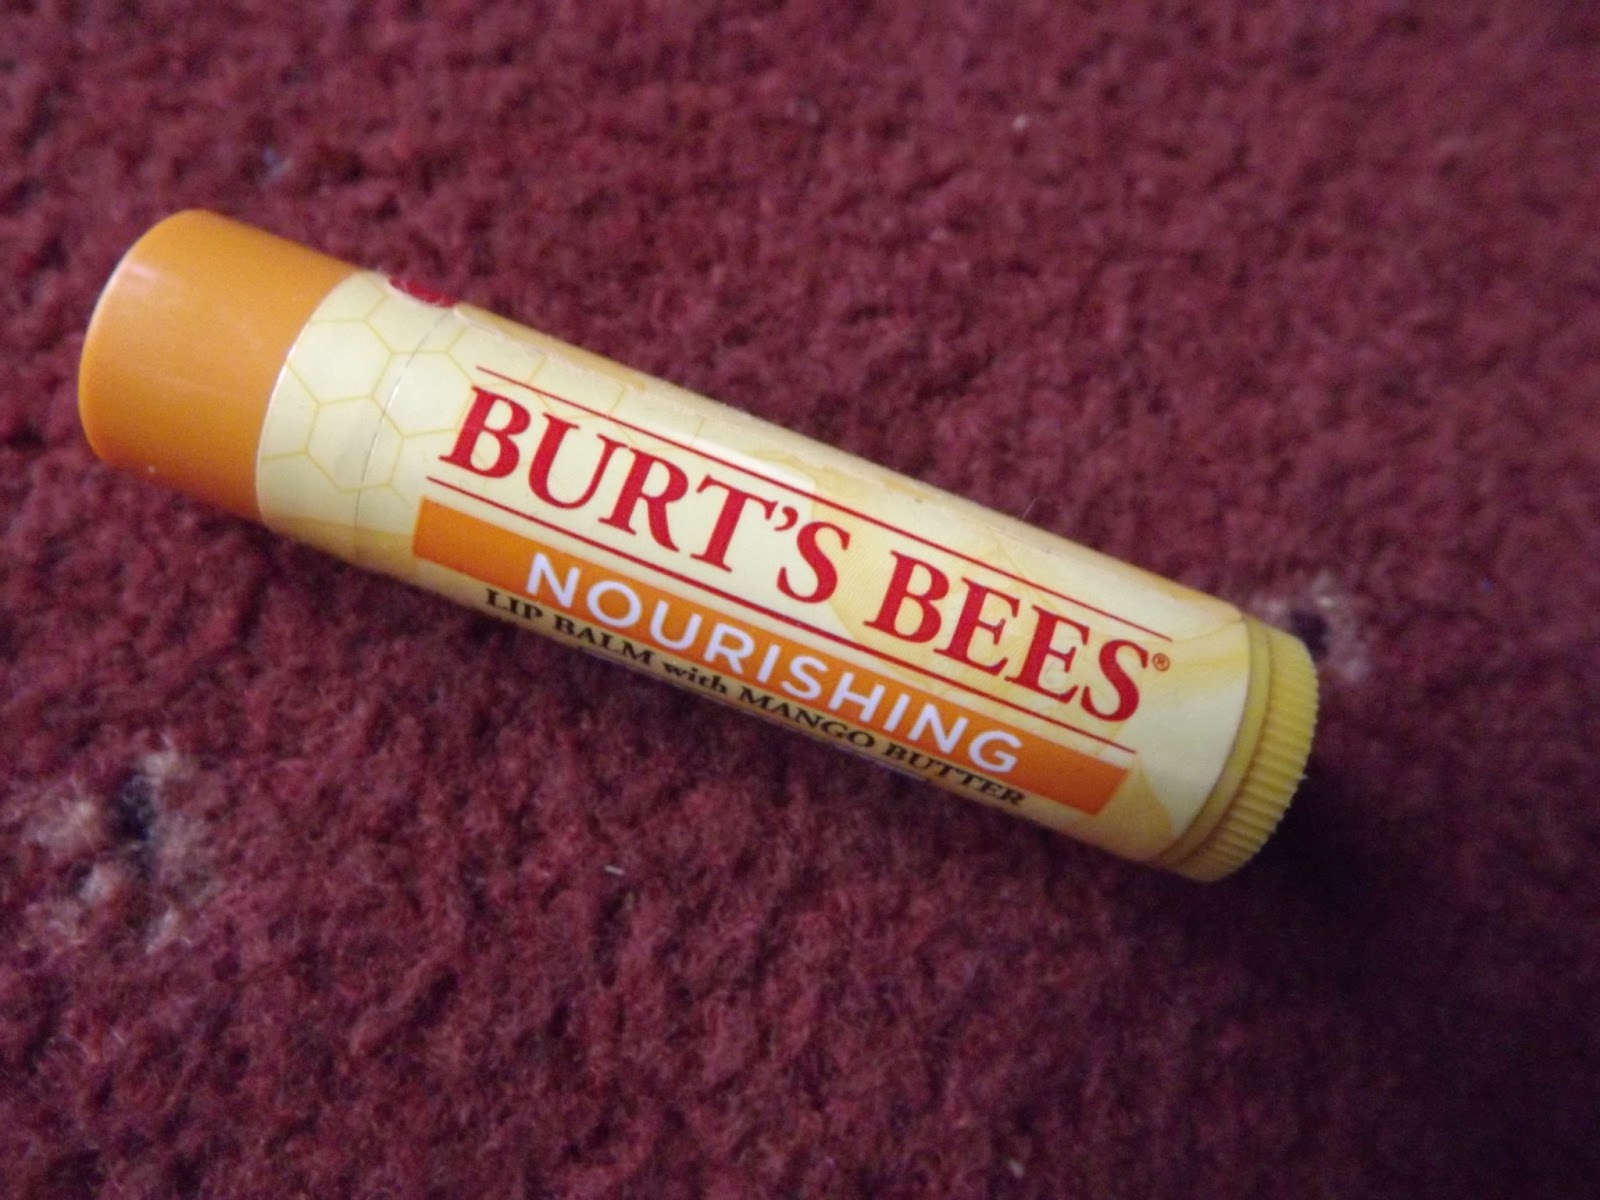 BURT'S BEES®
NOURISHING
LIP BALM with MANGO BUTTER